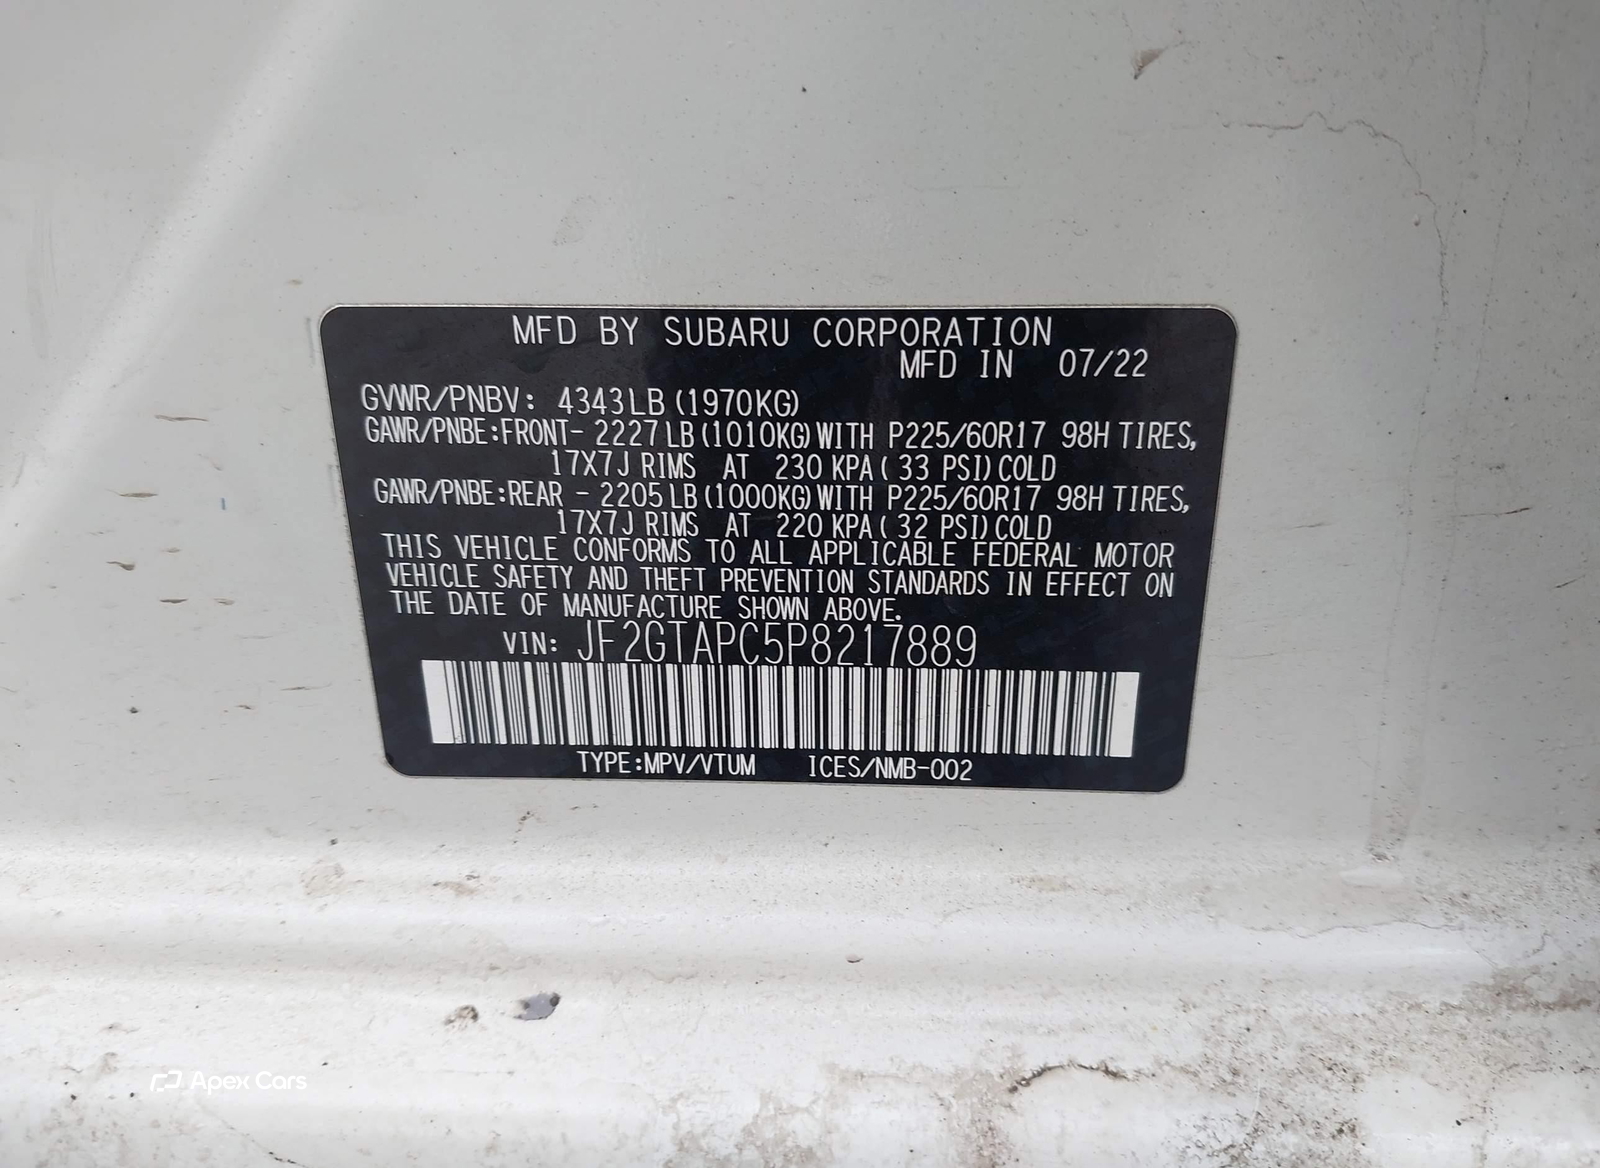 MFD BY SUBARU CORPORATION
MFD IN 07/22
GVWR/PNBV: 4343LB (1970KG)
GAWR/PNBE:FRONT- 2227LB(1010KG)WITH P225/60R17 98H TIRES,
17X7J RIMS AT 230 KPA( 33 PSI)COLD
GAWR/PNBE:REAR - 2205LB(1000KG)WITH P225/60R17 98H TIRES,
17X7J RIMS AT 220 KPA( 32 PSI)COLD
THIS VEHICLE CONFORMS TO ALL APPLICABLE FEDERAL MOTOR
VEHICLE SAFETY AND THEFT PREVENTION STANDARDS IN EFFECT ON
THE DATE OF MANUFACTURE SHOWN ABOVE.
VIN: JF2GTAPC5P8217889
TYPE:MPV/VTUM ICES/NMB-002
Apex Cars